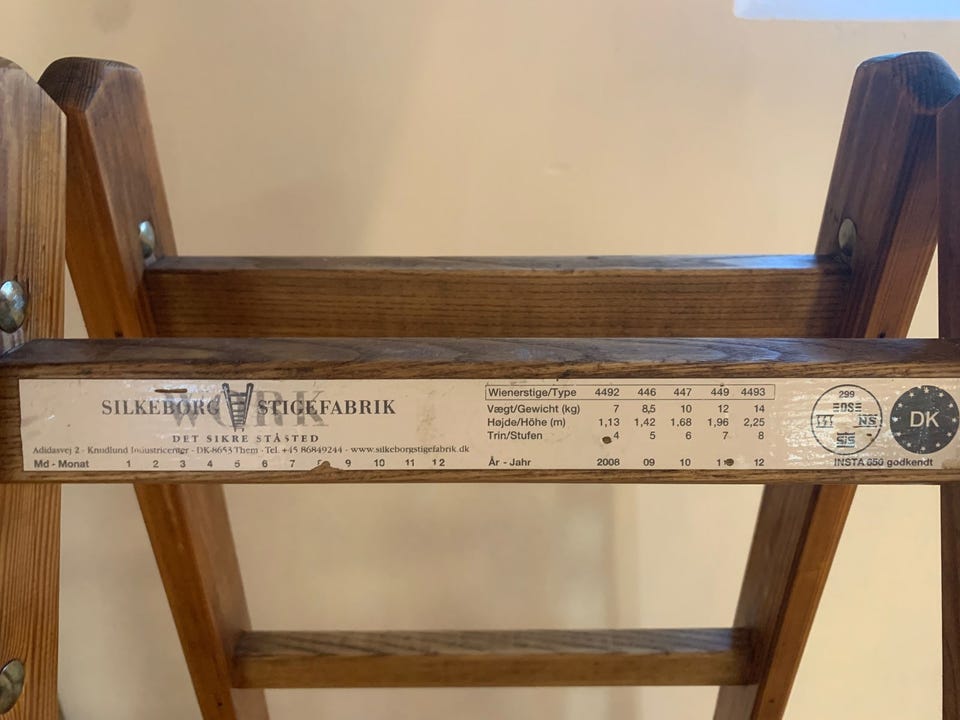 WORK
SILKEBORG STIGEFABRIK
DET SIKRE STÅSTED
Adidasvej 2 · Knudlund Industricenter · DK-8653 Them · Tel. +45 86849244 · www.silkeborgstigefabrik.dk
Md - Monat 1 2 3 4 5 6 7 8 9 10 11 12
Wienerstige/Type 4492 446 447 449 4493
Vægt/Gewicht (kg) 7 8,5 10 12 14
Højde/Höhe (m) 1,13 1,42 1.68 1,96 2,25
Trin/Stufen 4 5 6 7 8
År - Jahr 2008 09 10 11 12
299
DS
NS
SIS
INSTA 650 godkendt
DK